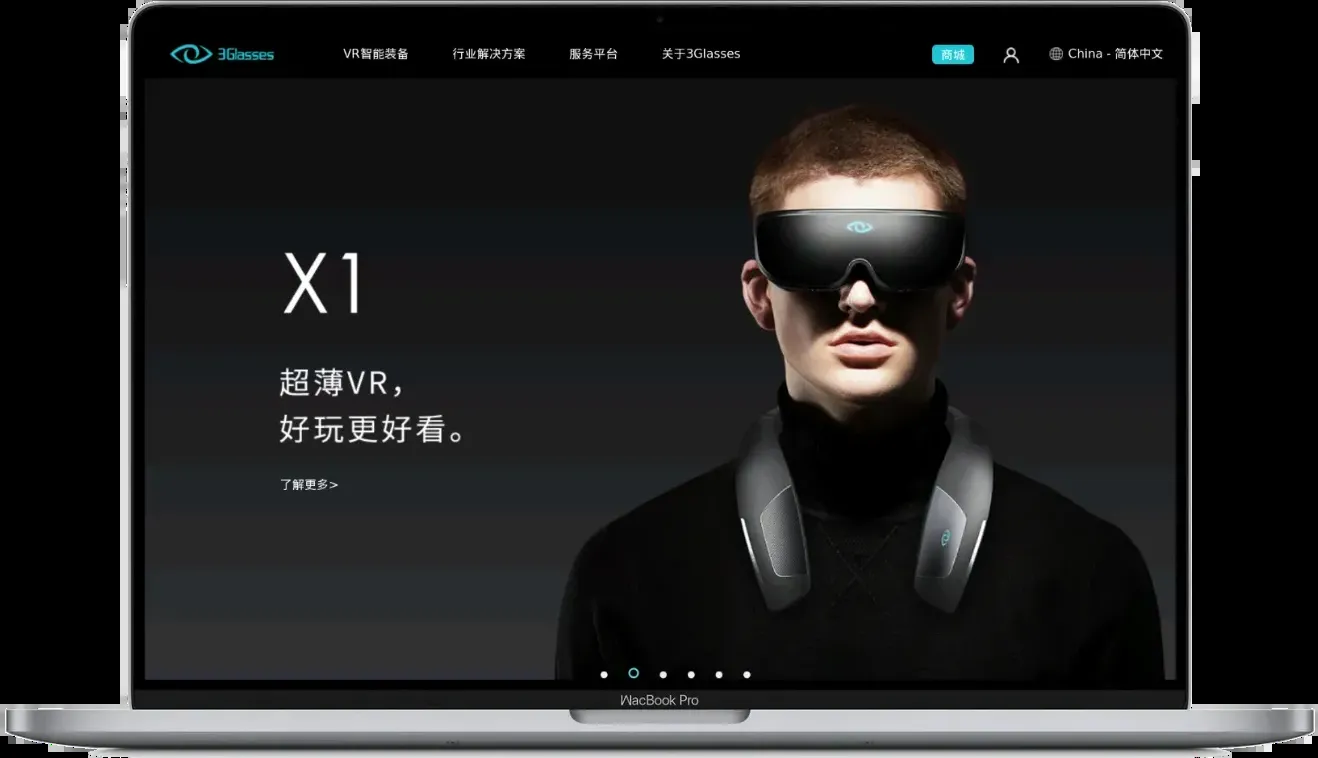 3Glasses
VR智能装备
行业解决方案
服务平台
关于3Glasses
商城
China - 简体中文
X1
超薄VR，
好玩更好看。
了解更多>
MacBook Pro